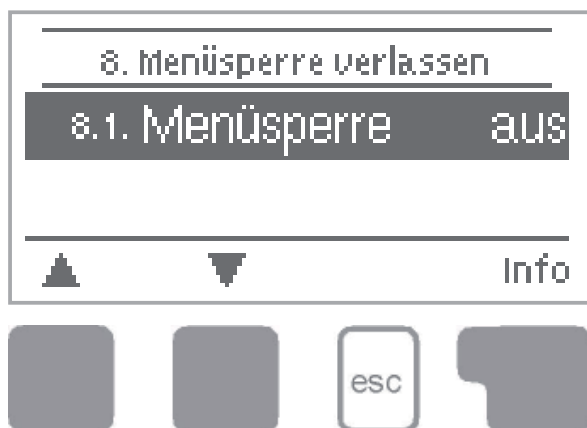 8. Menüsperre verlassen
8.1. Menüsperre aus
▲ ▼ Info
esc